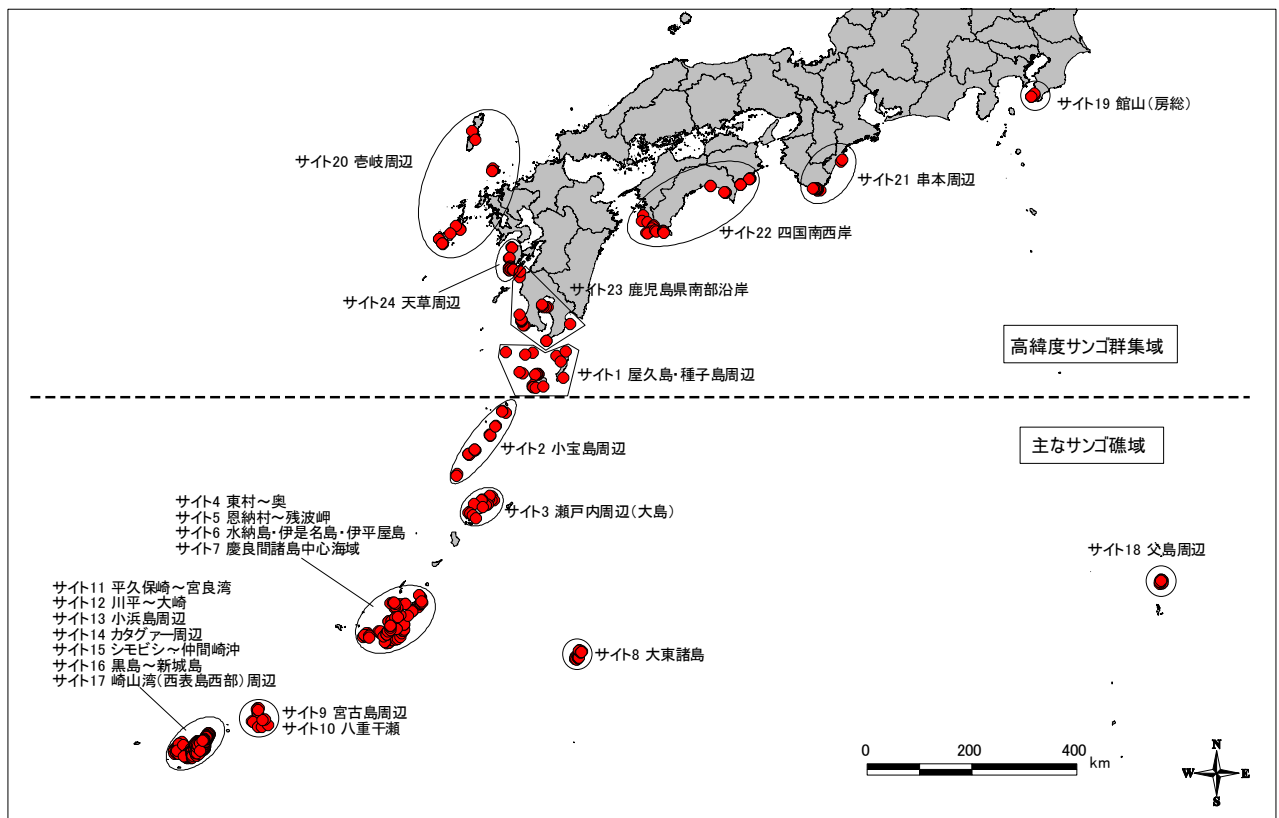 サイト19 館山(房総)
サイト20 壱岐周辺
サイト21 串本周辺
サイト22 四国南西岸
サイト23 鹿児島県南部沿岸
サイト24 天草周辺
高緯度サンゴ群集域
サイト1 屋久島・種子島周辺
主なサンゴ礁域
サイト2 小宝島周辺
サイト4 東村~奥
サイト5 恩納村~残波岬
サイト6 水納島・伊是名島・伊平屋島
サイト7 慶良間諸島中心海域
サイト3 瀬戸内周辺(大島)
サイト18 父島周辺
サイト11 平久保崎~宮良湾
サイト12 川平~大崎
サイト13 小浜島周辺
サイト14 カタグァー周辺
サイト15 シモビシ~仲間崎沖
サイト16 黒島~新城島
サイト17 崎山湾(西表島西部)周辺
サイト8 大東諸島
サイト9 宮古島周辺
サイト10 八重干瀬
0 200 400
km
N
W E
S